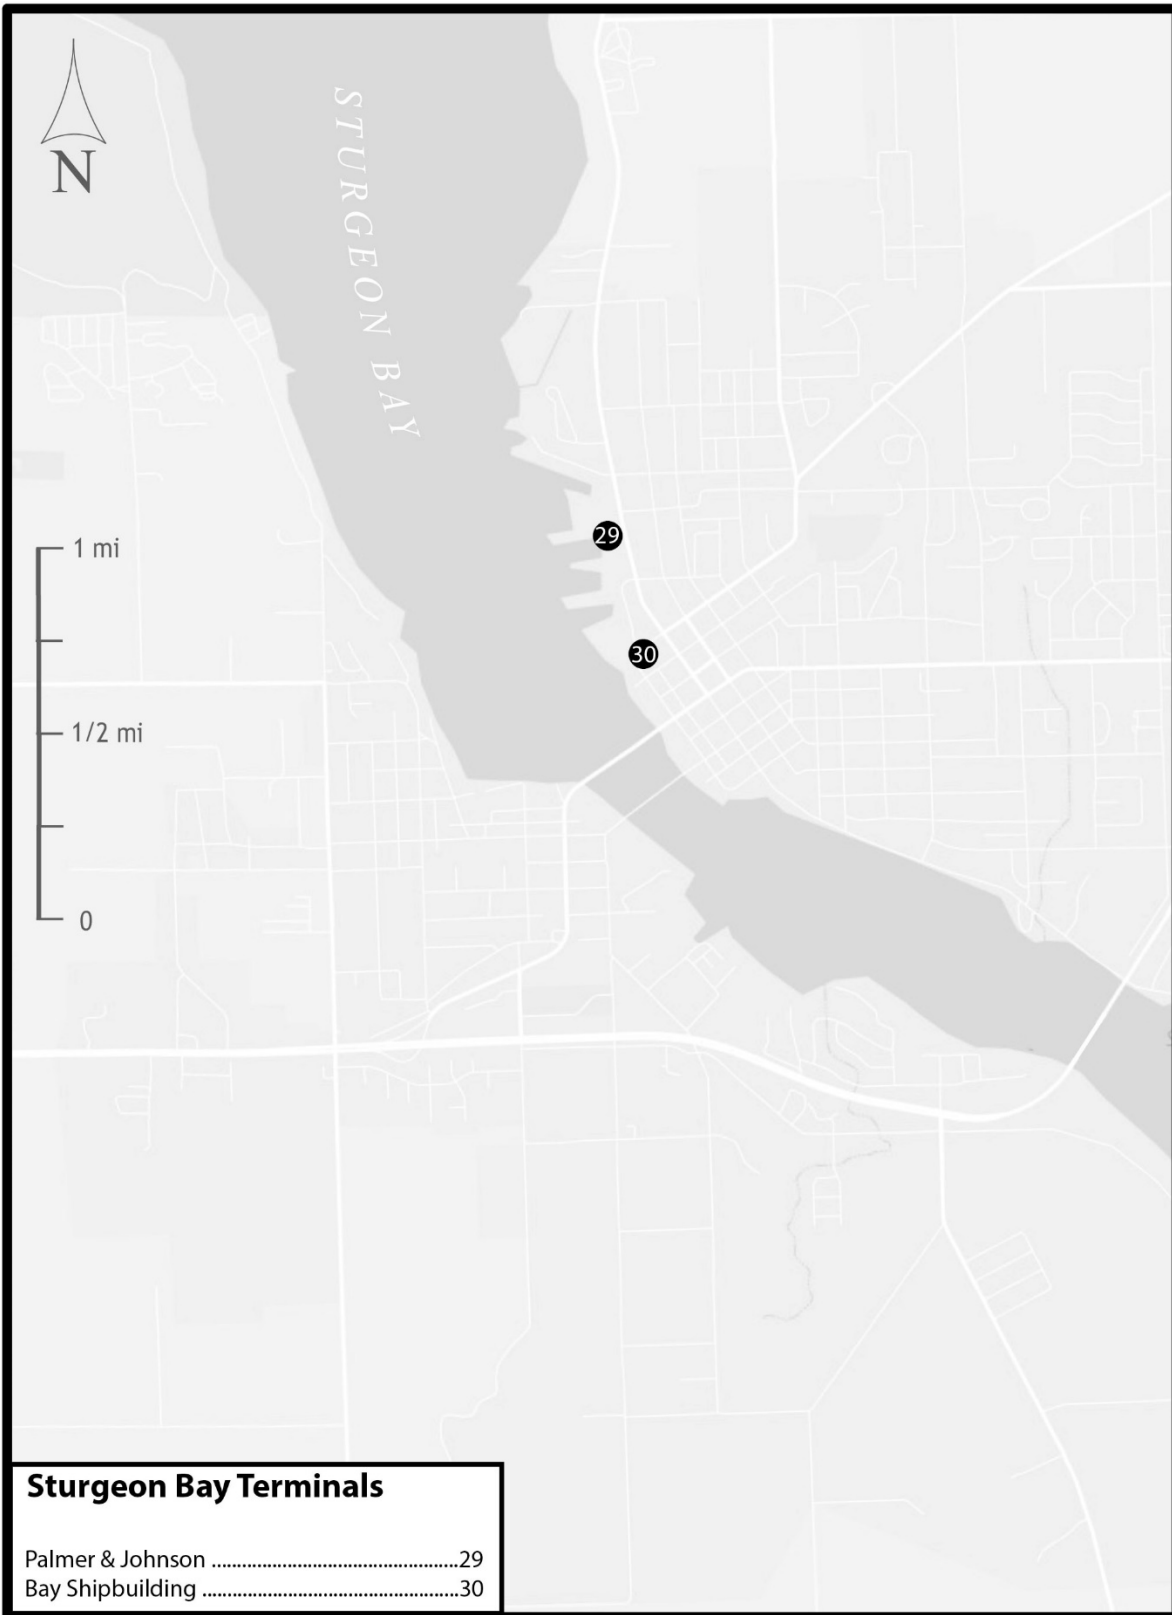 N
STURGEON BAY
29
1 mi
30
1/2 mi
0
Sturgeon Bay Terminals
Palmer & Johnson ................................................29
Bay Shipbuilding ..................................................30